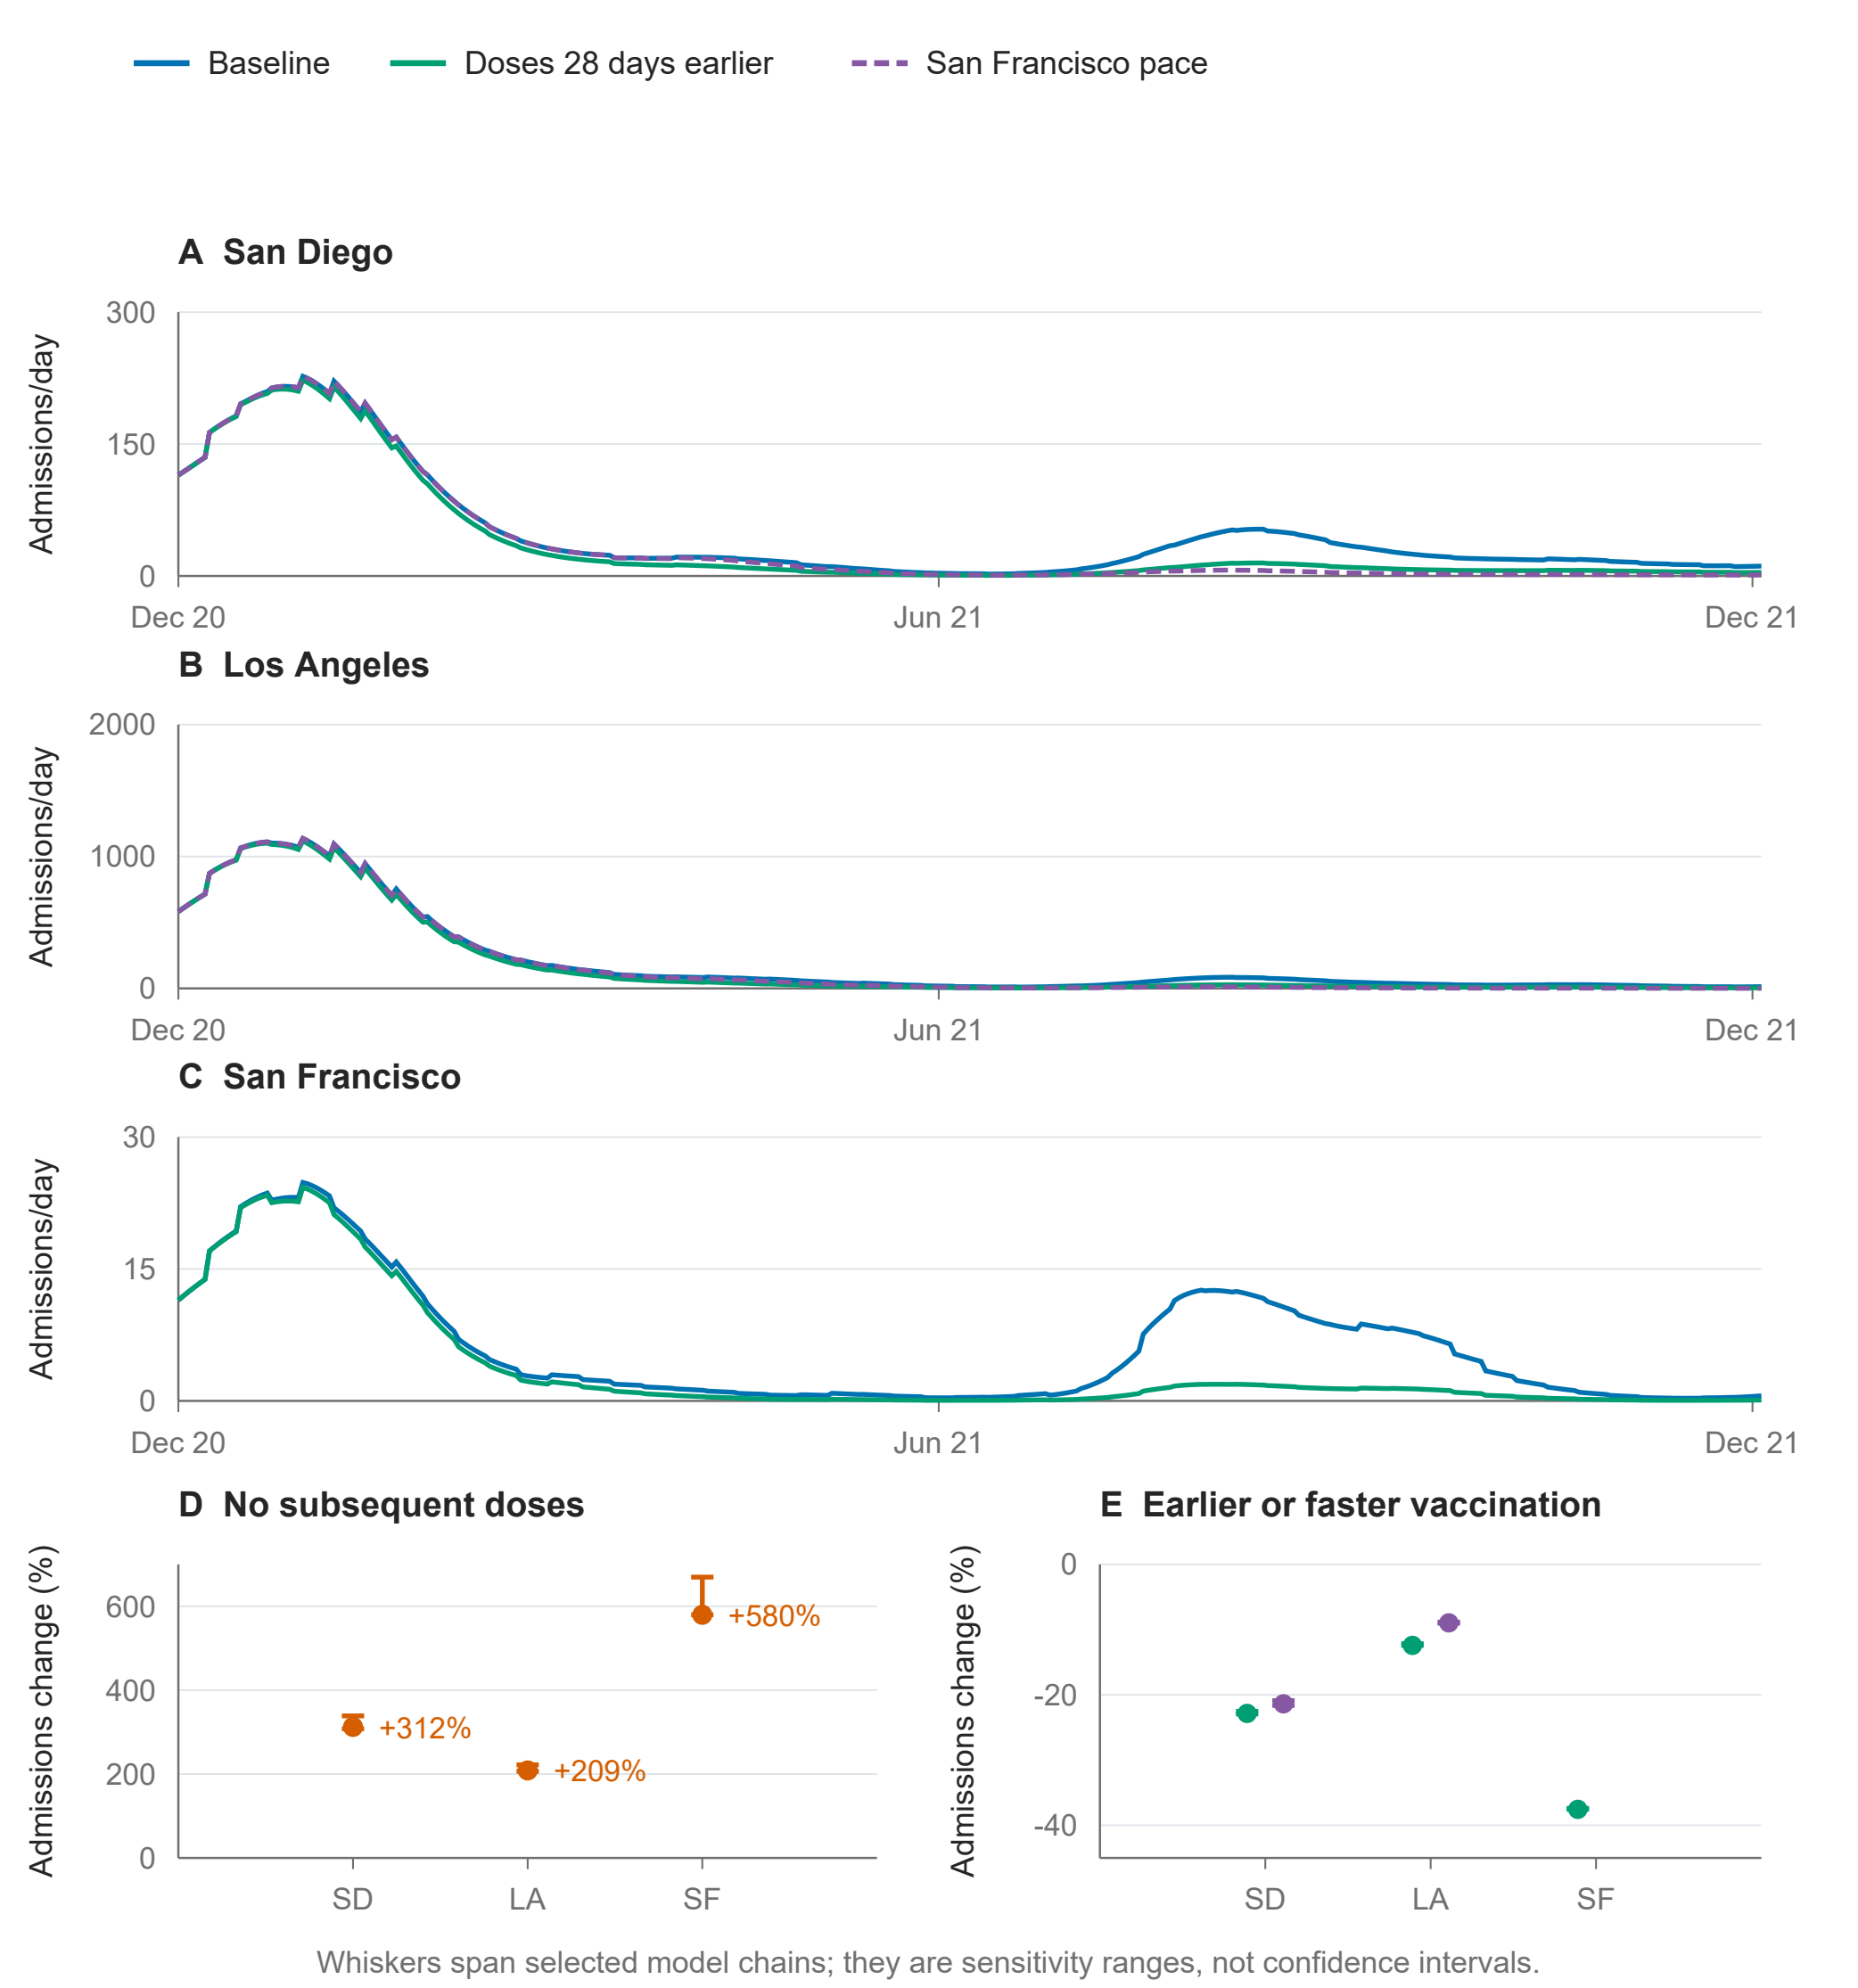 Baseline Doses 28 days earlier San Francisco pace
A San Diego
Admissions/day
300
150
0
Dec 20 Jun 21 Dec 21
B Los Angeles
Admissions/day
2000
1000
0
Dec 20 Jun 21 Dec 21
C San Francisco
Admissions/day
30
15
0
Dec 20 Jun 21 Dec 21
D No subsequent doses
Admissions change (%)
600
400
200
0
+312%
+209%
+580%
SD LA SF
E Earlier or faster vaccination
Admissions change (%)
0
-20
-40
SD LA SF
Whiskers span selected model chains; they are sensitivity ranges, not confidence intervals.